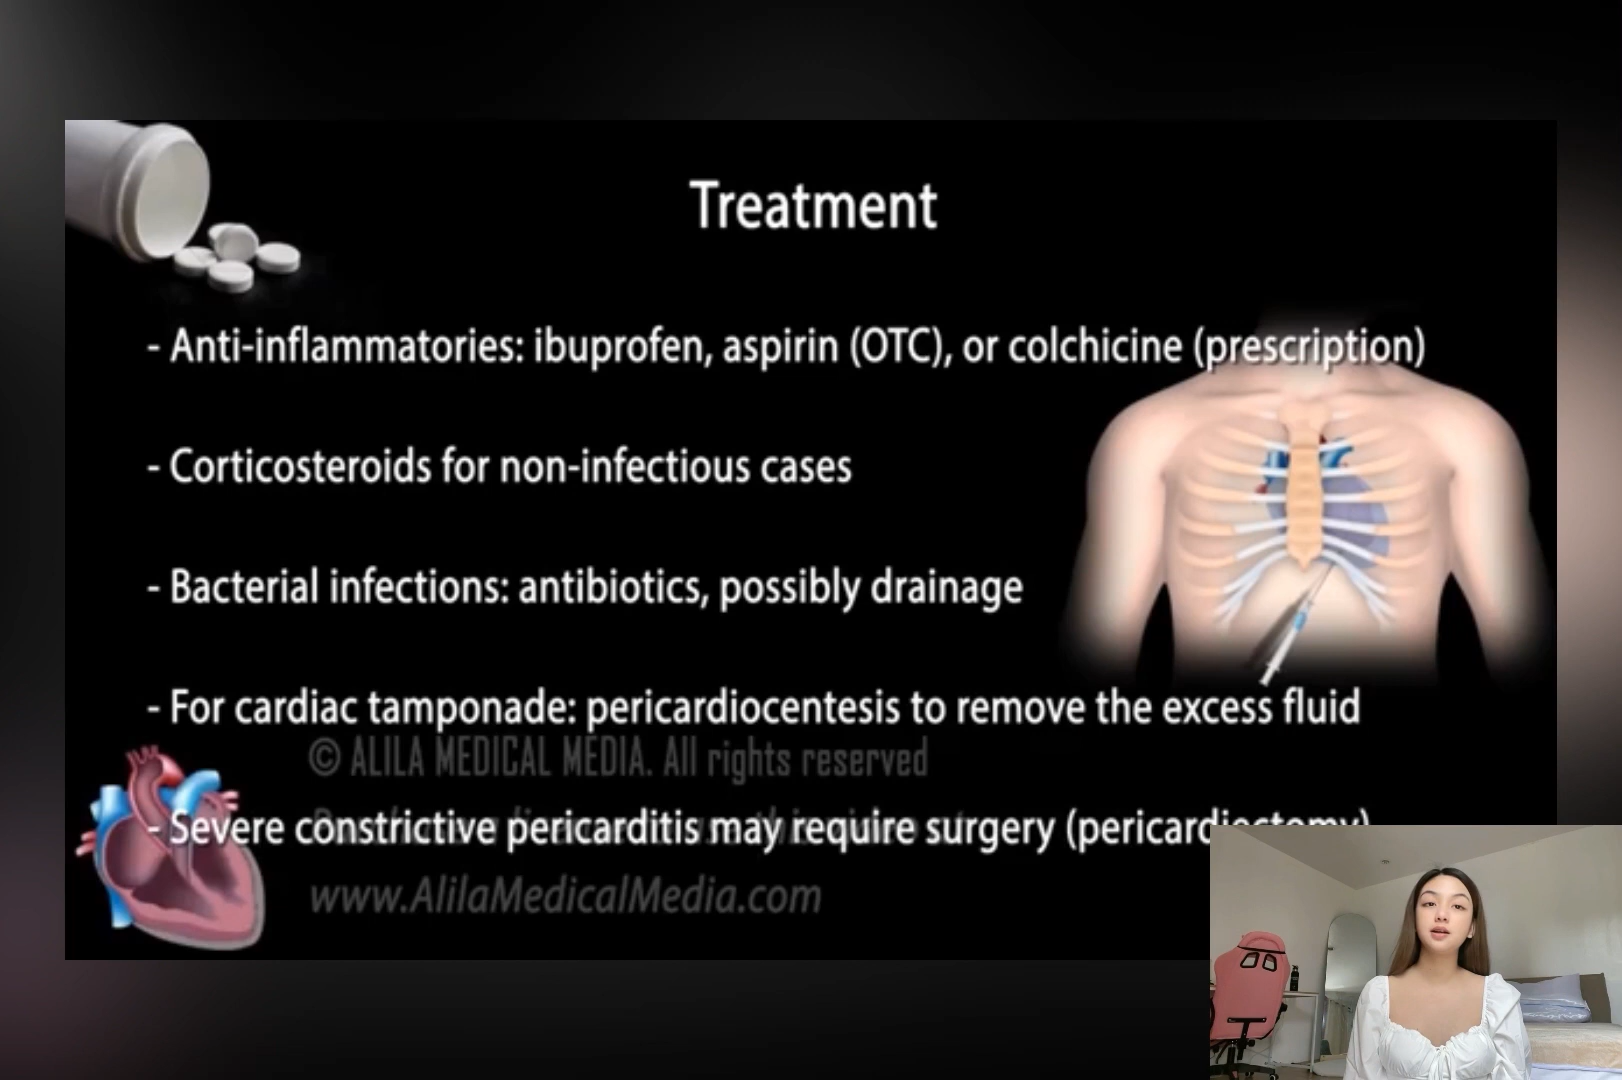 Treatment
- Anti-inflammatories: ibuprofen, aspirin (OTC), or colchicine (prescription)
- Corticosteroids for non-infectious cases
- Bacterial infections: antibiotics, possibly drainage
- For cardiac tamponade: pericardiocentesis to remove the excess fluid
© ALILA MEDICAL MEDIA. All rights reserved
- Severe constrictive pericarditis may require surgery (pericardiectomy)
www.AlilaMedicalMedia.com